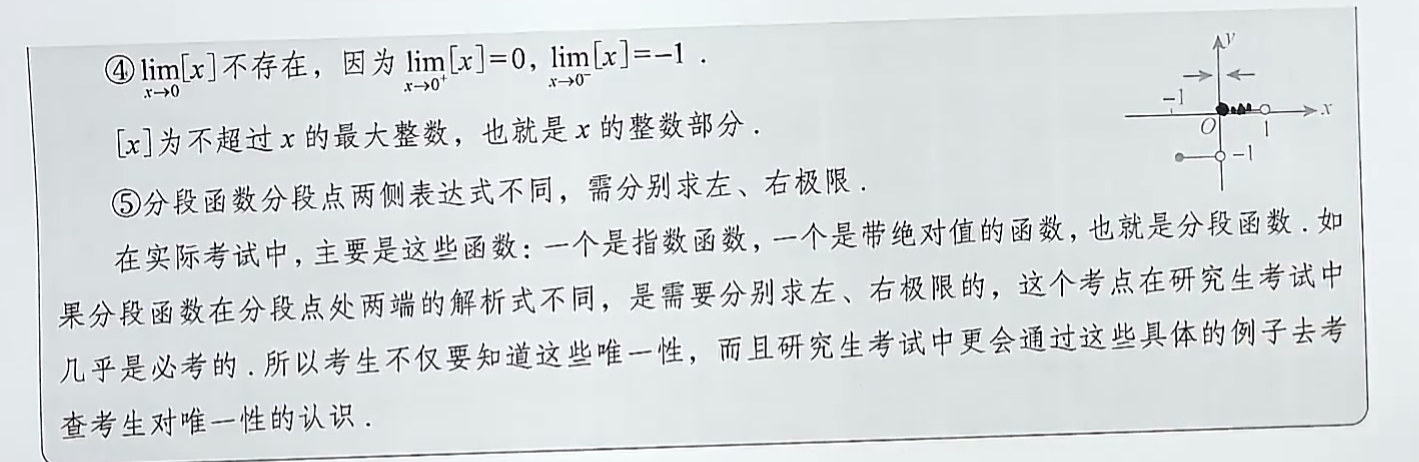 ④lim[x]不存在，因为 lim[x]=0, lim[x]=-1 .
x→0 x→0⁺ x→0⁻
[x]为不超过 x 的最大整数，也就是 x 的整数部分 .
⑤分段函数分段点两侧表达式不同，需分别求左、右极限 .
在实际考试中，主要是这些函数：一个是指数函数，一个是带绝对值的函数，也就是分段函数 . 如
果分段函数在分段点处两端的解析式不同，是需要分别求左、右极限的，这个考点在研究生考试中
几乎是必考的 . 所以考生不仅要知道这些唯一性，而且研究生考试中更会通过这些具体的例子去考
查考生对唯一性的认识 .
y
-1
x
O
1
-1